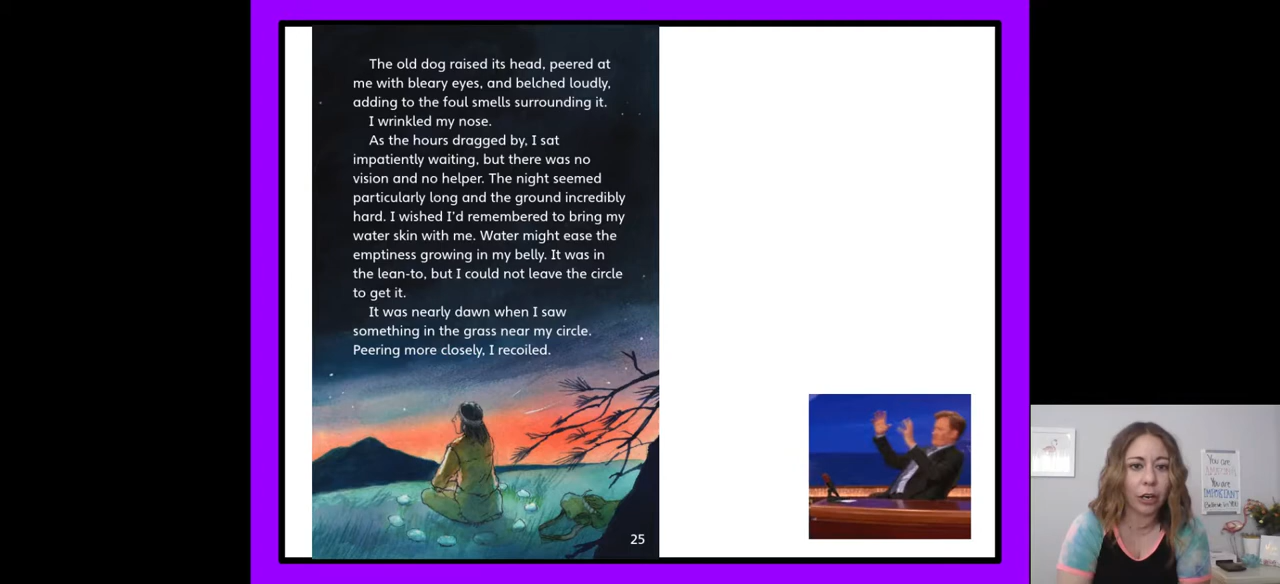 The old dog raised its head, peered at
me with bleary eyes, and belched loudly,
adding to the foul smells surrounding it.
I wrinkled my nose.
As the hours dragged by, I sat
impatiently waiting, but there was no
vision and no helper. The night seemed
particularly long and the ground incredibly
hard. I wished I'd remembered to bring my
water skin with me. Water might ease the
emptiness growing in my belly. It was in
the lean-to, but I could not leave the circle
to get it.
It was nearly dawn when I saw
something in the grass near my circle.
Peering more closely, I recoiled.
25
You are
You are
IMPORTANT